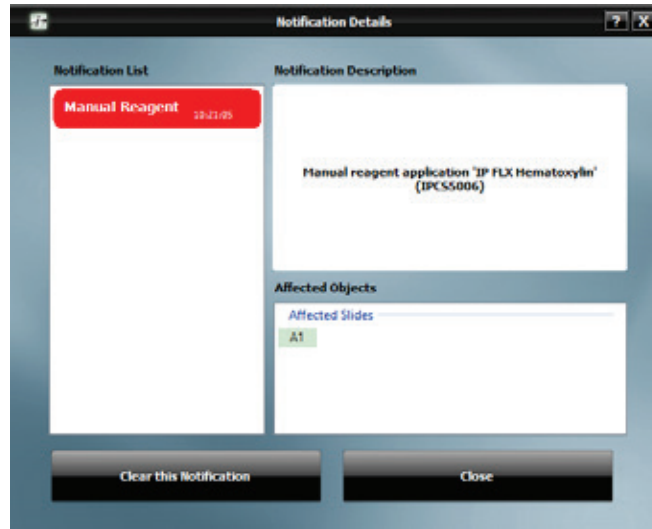 Notification Details
? X
Notification List
Notification Description
Manual Reagent
10:21:05
Manual reagent application 'IP FLX Hematoxylin'
(IPCS5006)
Affected Objects
Affected Slides
A1
Clear this Notification
Close